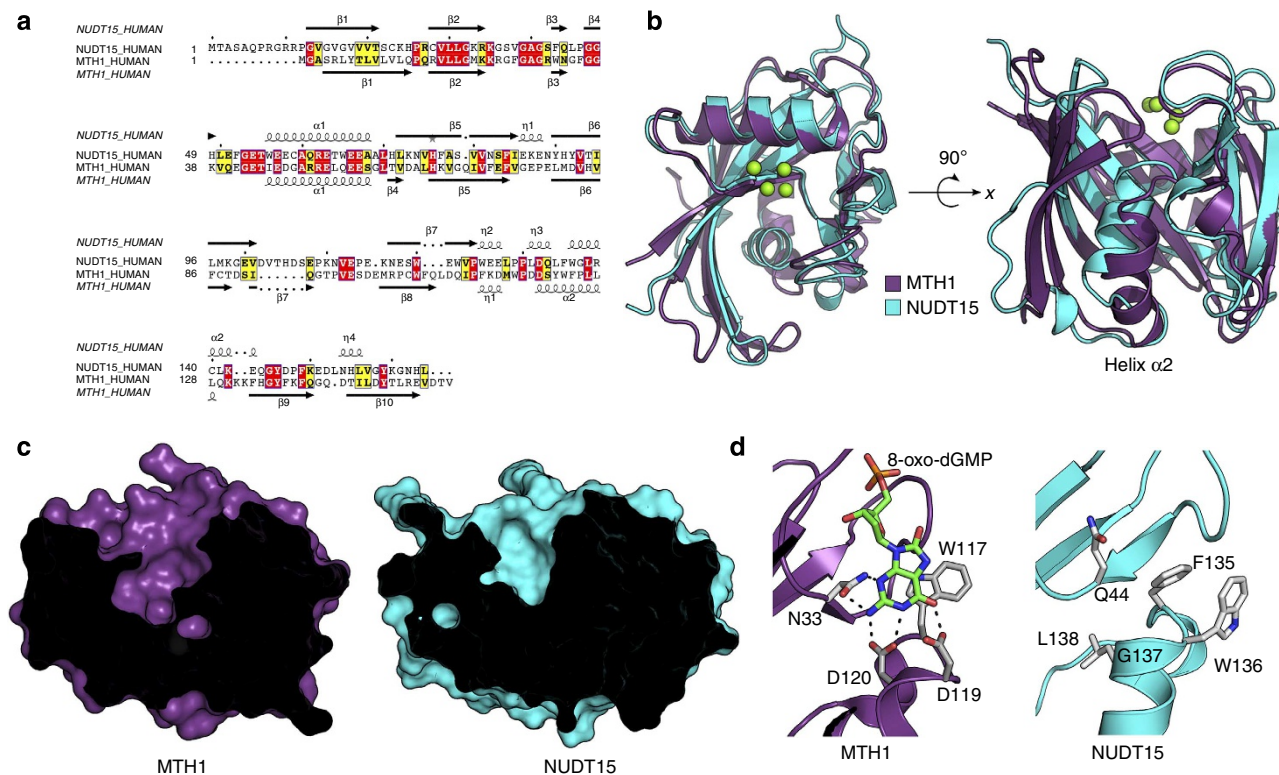 a
β1 β2 β3 β4
NUDT15_HUMAN
NUDT15_HUMAN 1 MTASAQPRGRRPGVGVGVVVTSCKHPRCVLLGKRKGSVGAGSFQLPGG
MTH1_HUMAN 1 ...........MGASRLYTLVLVLQPQRVLLGMKKRGFGAGRWNGFGG
MTH1_HUMAN
β1 β2 β3
α1 β5 η1 β6
NUDT15_HUMAN
NUDT15_HUMAN 49 HLEFGETWEECAQRETWEEAALHLKNVHFAS.VVNSFIEKENYHYVTI
MTH1_HUMAN 38 KVQEGETIEDGARRELQEESGLTVDALHKVGQIVFEFVGEPELMDVHV
MTH1_HUMAN
α1 β4 β5 β6
β7 η2 η3
NUDT15_HUMAN
NUDT15_HUMAN 96 LMKGEVDVTHDSEPKNVEPE.KNESW...EWVPWEELPPLDQLFWGLR
MTH1_HUMAN 86 FCTDSI......QGTPVESDEMRPCWFQLDQIPFKDMWPDDSYWFPLL
MTH1_HUMAN
β7 β8 η1 α2
α2 η4
NUDT15_HUMAN
NUDT15_HUMAN 140 CLK..EQGYDPFKEDLNHLVGYKGNHL...
MTH1_HUMAN 128 LQKKKFHGYFKFQGQ.DTILDYTLREVDTV
MTH1_HUMAN
β9 β10
b
90°
x
MTH1
NUDT15
Helix α2
c
MTH1
NUDT15
d
8-oxo-dGMP
W117
N33
D120
D119
MTH1
F135
Q44
L138
G137
W136
NUDT15